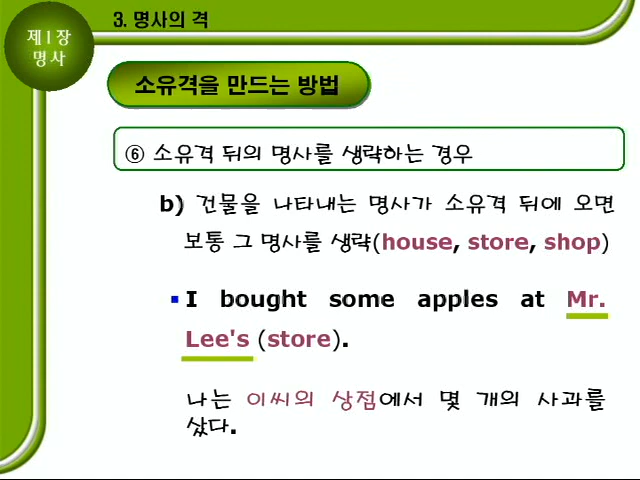 3. 명사의 격
제1장
명사
소유격을 만드는 방법
⑥ 소유격 뒤의 명사를 생략하는 경우
b) 건물을 나타내는 명사가 소유격 뒤에 오면
보통 그 명사를 생략(house, store, shop)
▪ I bought some apples at Mr.
Lee's (store).
나는 이씨의 상점에서 몇 개의 사과를
샀다.